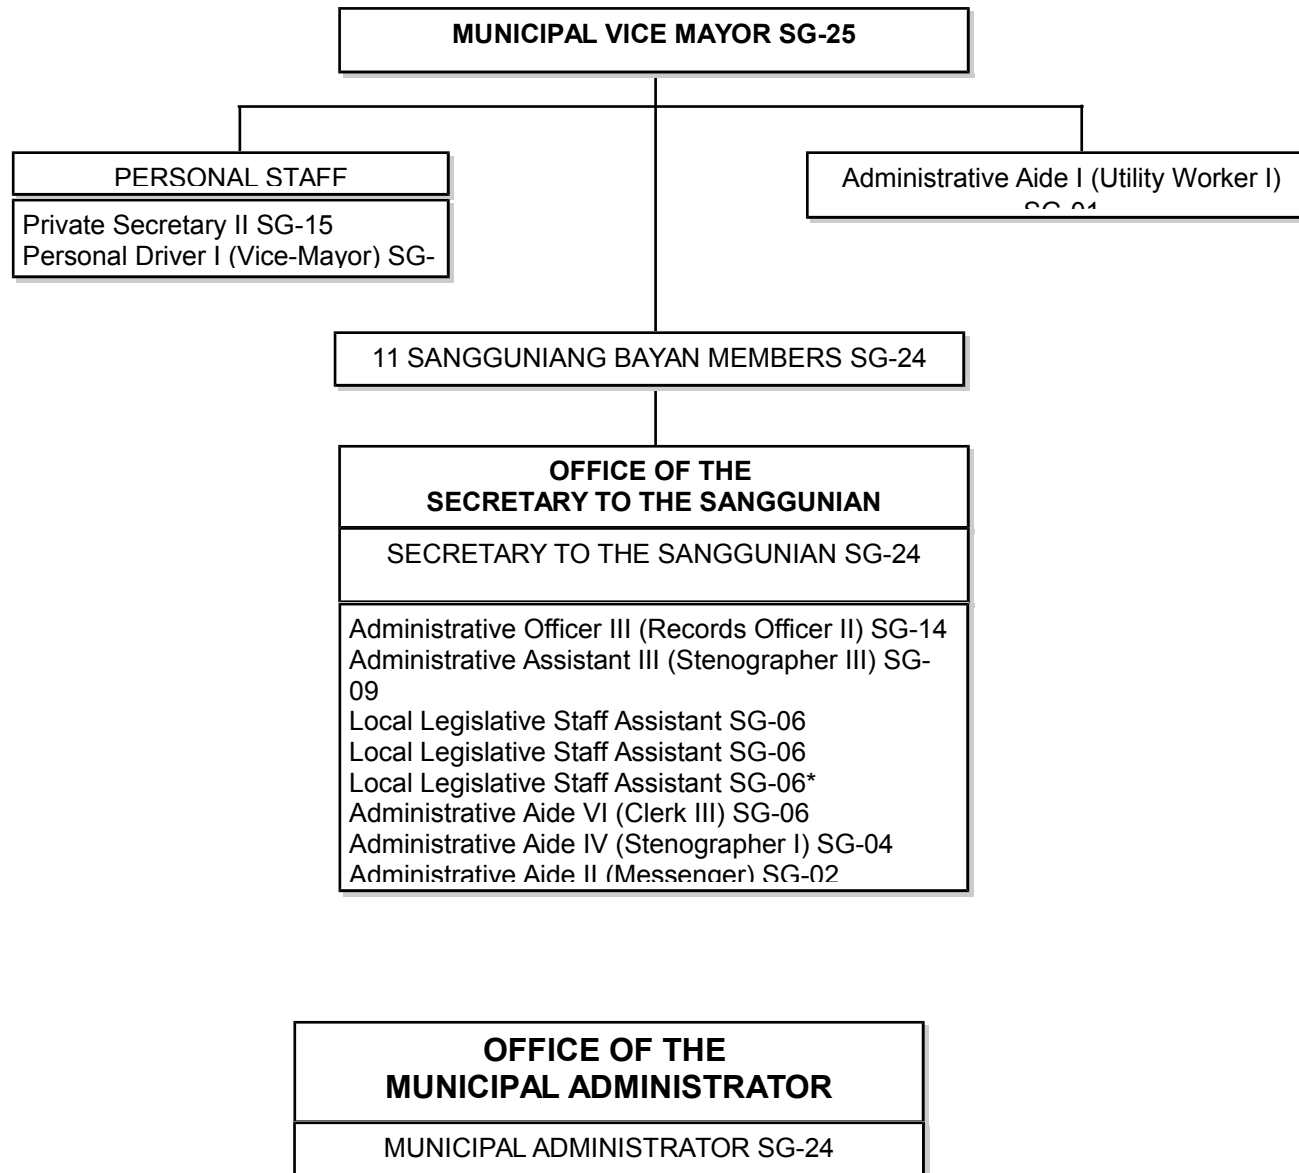 MUNICIPAL VICE MAYOR SG-25
PERSONAL STAFF
Private Secretary II SG-15
Personal Driver I (Vice-Mayor) SG-
Administrative Aide I (Utility Worker I)
SG-01
11 SANGGUNIANG BAYAN MEMBERS SG-24
OFFICE OF THE
SECRETARY TO THE SANGGUNIAN
SECRETARY TO THE SANGGUNIAN SG-24
Administrative Officer III (Records Officer II) SG-14
Administrative Assistant III (Stenographer III) SG-
09
Local Legislative Staff Assistant SG-06
Local Legislative Staff Assistant SG-06
Local Legislative Staff Assistant SG-06*
Administrative Aide VI (Clerk III) SG-06
Administrative Aide IV (Stenographer I) SG-04
Administrative Aide II (Messenger) SG-02
OFFICE OF THE
MUNICIPAL ADMINISTRATOR
MUNICIPAL ADMINISTRATOR SG-24